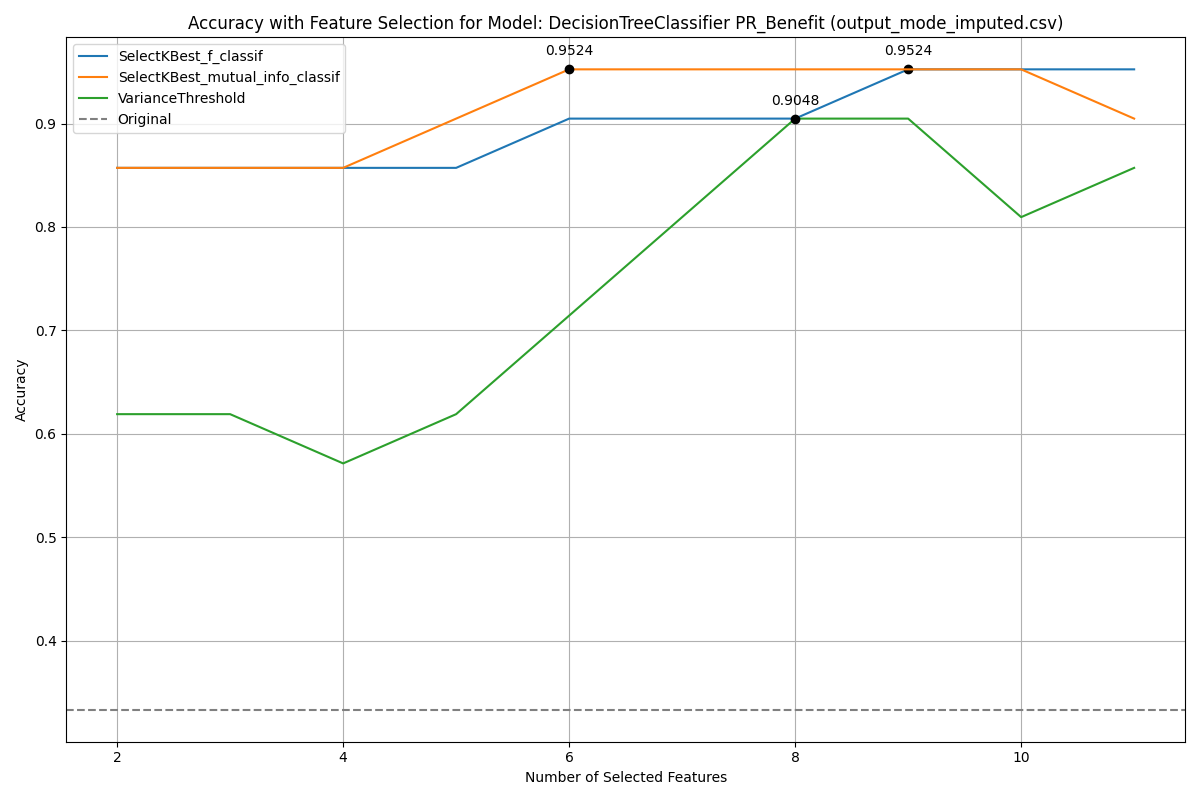 Accuracy with Feature Selection for Model: DecisionTreeClassifier PR_Benefit (output_mode_imputed.csv)
SelectKBest_f_classif
SelectKBest_mutual_info_classif
VarianceThreshold
Original
0.9524
0.9524
0.9048
0.9
0.8
0.7
0.6
0.5
0.4
Accuracy
2
4
6
8
10
Number of Selected Features